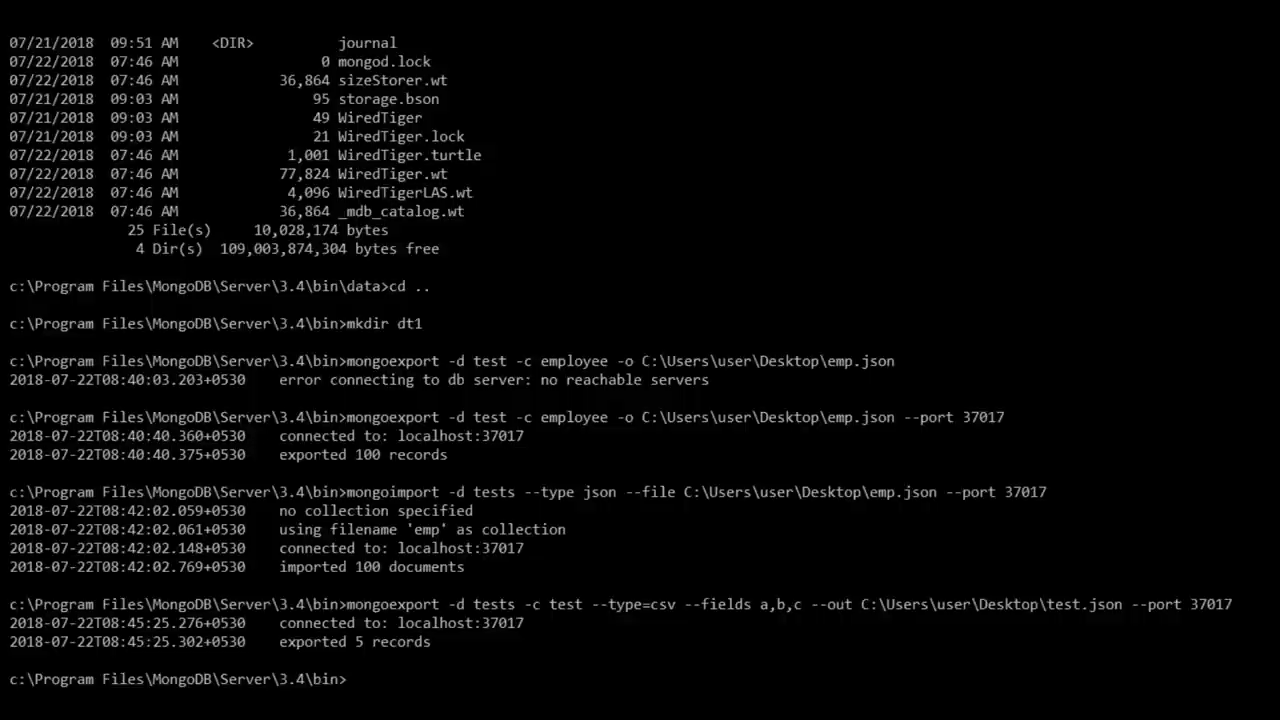 07/21/2018  09:51 AM    <DIR>          journal
07/22/2018  07:46 AM                 0 mongod.lock
07/22/2018  07:46 AM            36,864 sizeStorer.wt
07/21/2018  09:03 AM                95 storage.bson
07/21/2018  09:03 AM                49 WiredTiger
07/21/2018  09:03 AM                21 WiredTiger.lock
07/22/2018  07:46 AM             1,001 WiredTiger.turtle
07/22/2018  07:46 AM            77,824 WiredTiger.wt
07/22/2018  07:46 AM             4,096 WiredTigerLAS.wt
07/22/2018  07:46 AM            36,864 _mdb_catalog.wt
25 File(s)     10,028,174 bytes
4 Dir(s)  109,003,874,304 bytes free
c:\Program Files\MongoDB\Server\3.4\bin\data>cd ..
c:\Program Files\MongoDB\Server\3.4\bin>mkdir dt1
c:\Program Files\MongoDB\Server\3.4\bin>mongoexport -d test -c employee -o C:\Users\user\Desktop\emp.json
2018-07-22T08:40:03.203+0530    error connecting to db server: no reachable servers
c:\Program Files\MongoDB\Server\3.4\bin>mongoexport -d test -c employee -o C:\Users\user\Desktop\emp.json --port 37017
2018-07-22T08:40:40.360+0530    connected to: localhost:37017
2018-07-22T08:40:40.375+0530    exported 100 records
c:\Program Files\MongoDB\Server\3.4\bin>mongoimport -d tests --type json --file C:\Users\user\Desktop\emp.json --port 37017
2018-07-22T08:42:02.059+0530    no collection specified
2018-07-22T08:42:02.061+0530    using filename 'emp' as collection
2018-07-22T08:42:02.148+0530    connected to: localhost:37017
2018-07-22T08:42:02.769+0530    imported 100 documents
c:\Program Files\MongoDB\Server\3.4\bin>mongoexport -d tests -c test --type=csv --fields a,b,c --out C:\Users\user\Desktop\test.json --port 37017
2018-07-22T08:45:25.276+0530    connected to: localhost:37017
2018-07-22T08:45:25.302+0530    exported 5 records
c:\Program Files\MongoDB\Server\3.4\bin>